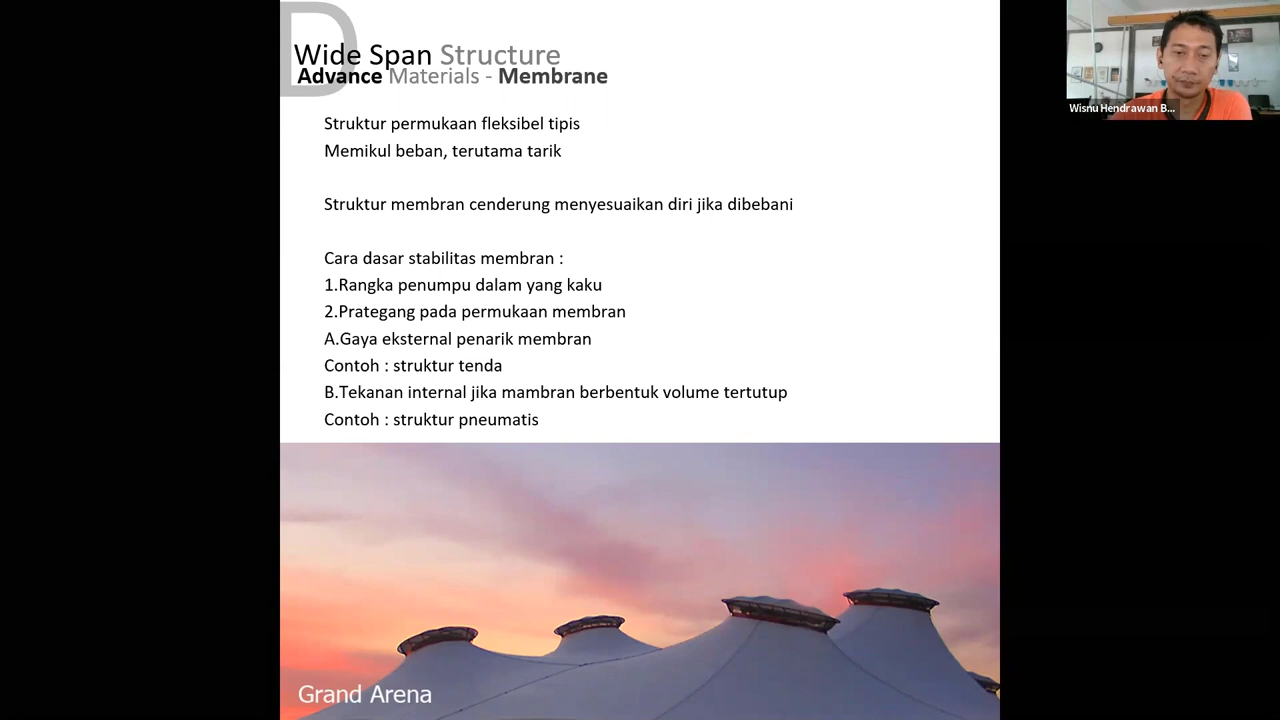 D
Wide Span Structure
Advance Materials - Membrane
Struktur permukaan fleksibel tipis
Memikul beban, terutama tarik
Struktur membran cenderung menyesuaikan diri jika dibebani
Cara dasar stabilitas membran :
1.Rangka penumpu dalam yang kaku
2.Prategang pada permukaan membran
A.Gaya eksternal penarik membran
Contoh : struktur tenda
B.Tekanan internal jika mambran berbentuk volume tertutup
Contoh : struktur pneumatis
Grand Arena
Wisnu Hendrawan B...